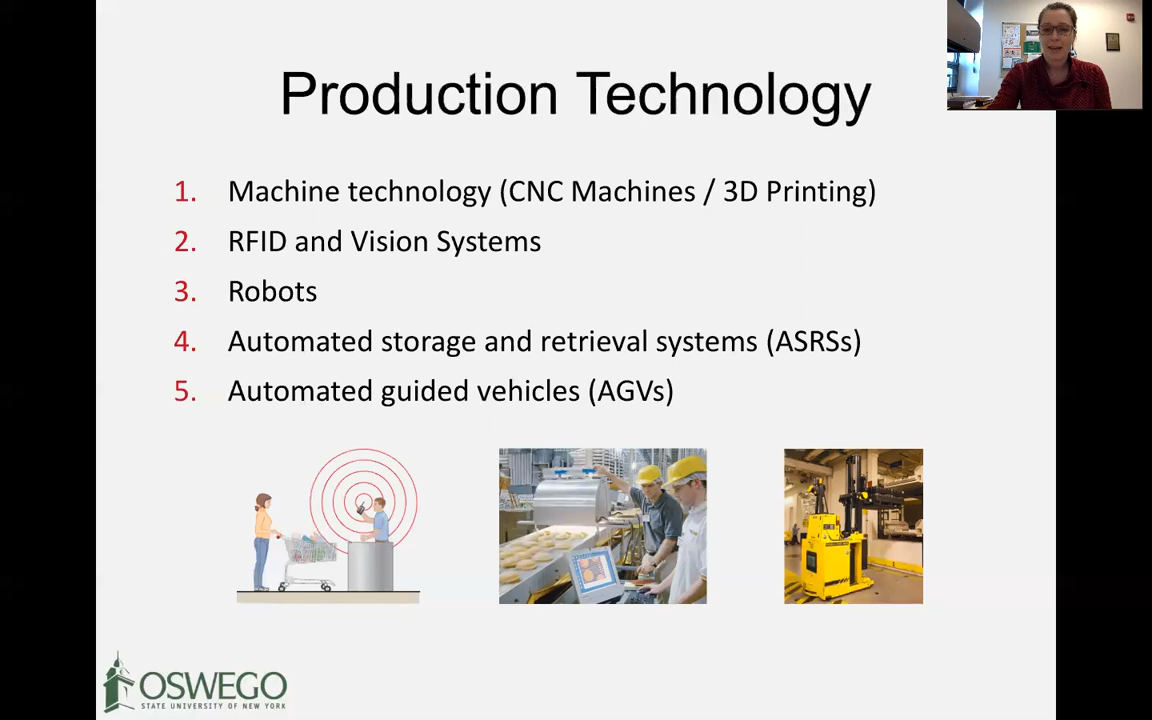 Production Technology
1. Machine technology (CNC Machines / 3D Printing)
2. RFID and Vision Systems
3. Robots
4. Automated storage and retrieval systems (ASRSs)
5. Automated guided vehicles (AGVs)
OSWEGO
STATE UNIVERSITY OF NEW YORK